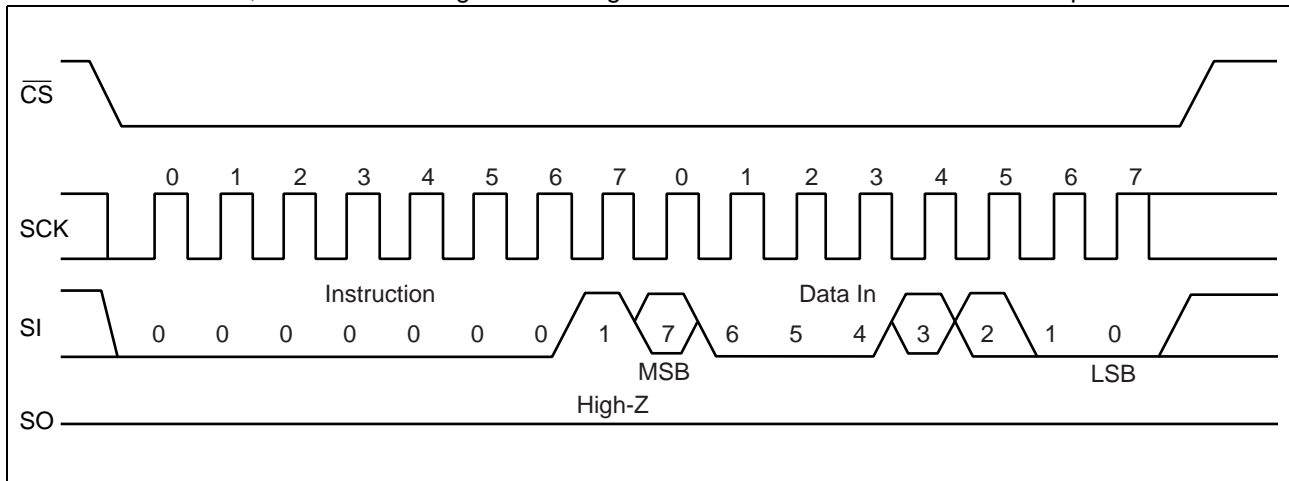 CS
0 1 2 3 4 5 6 7 0 1 2 3 4 5 6 7
SCK
Instruction Data In
SI
0 0 0 0 0 0 0 1 7 6 5 4 3 2 1 0
MSB LSB
High-Z
SO